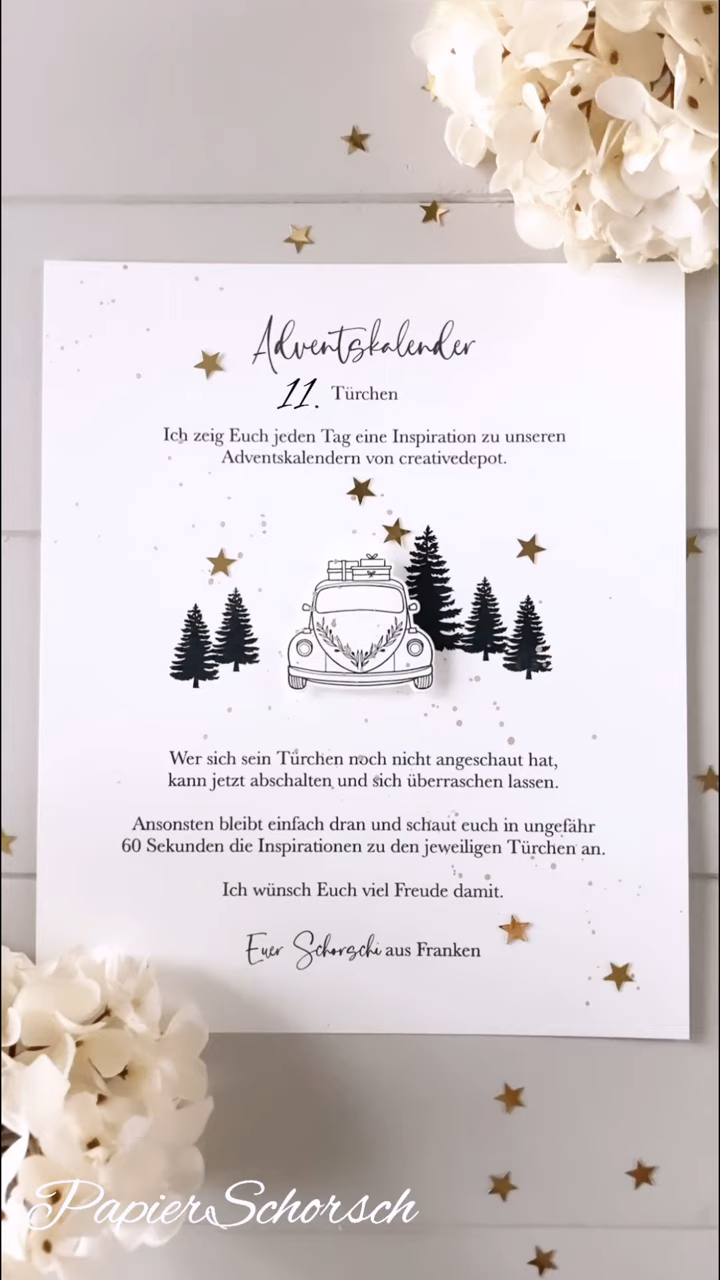 Adventskalender
11. Türchen
Ich zeig Euch jeden Tag eine Inspiration zu unseren
Adventskalendern von creativedepot.
Wer sich sein Türchen noch nicht angeschaut hat,
kann jetzt abschalten und sich überraschen lassen.
Ansonsten bleibt einfach dran und schaut euch in ungefähr
60 Sekunden die Inspirationen zu den jeweiligen Türchen an.
Ich wünsch Euch viel Freude damit.
Euer Schorschi aus Franken
PapierSchorsch